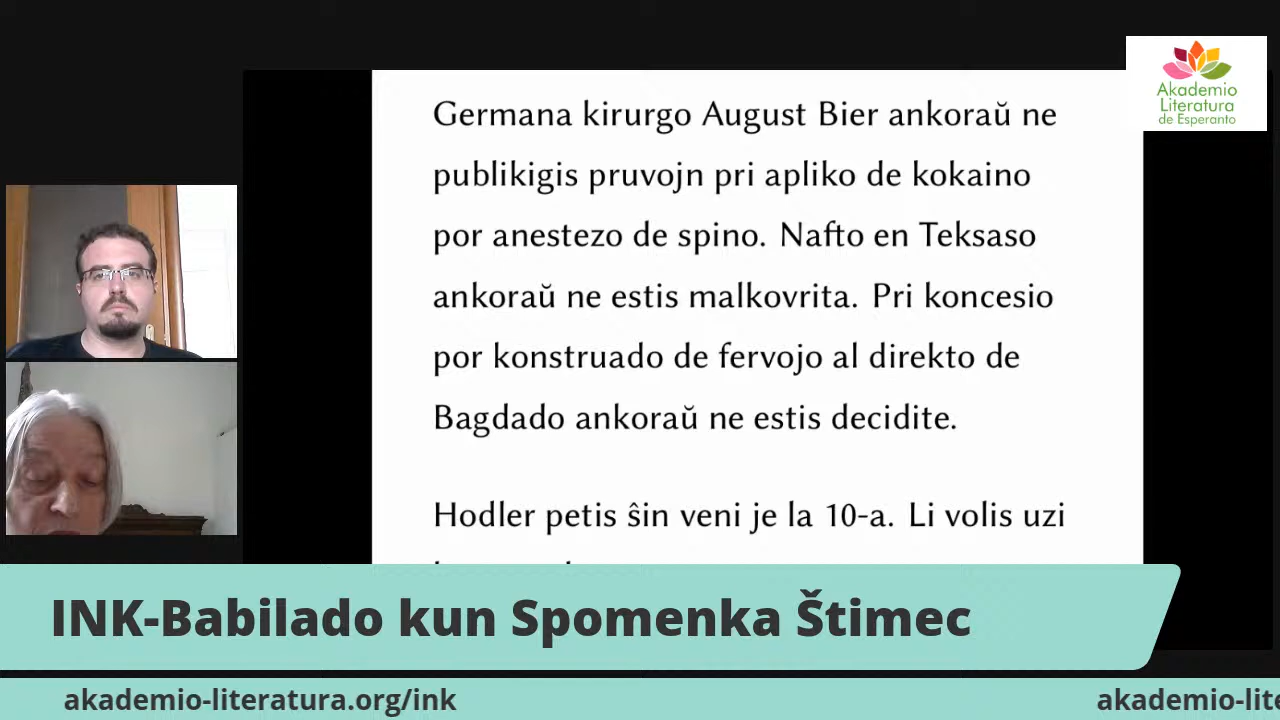 Akademio
Literatura
de Esperanto
Germana kirurgo August Bier ankoraŭ ne
publikigis pruvojn pri apliko de kokaino
por anestezo de spino. Nafto en Teksaso
ankoraŭ ne estis malkovrita. Pri koncesio
por konstruado de fervojo al direkto de
Bagdado ankoraŭ ne estis decidite.
Hodler petis ŝin veni je la 10-a. Li volis uzi
INK-Babilado kun Spomenka Štimec
akademio-literatura.org/ink
akademio-lite